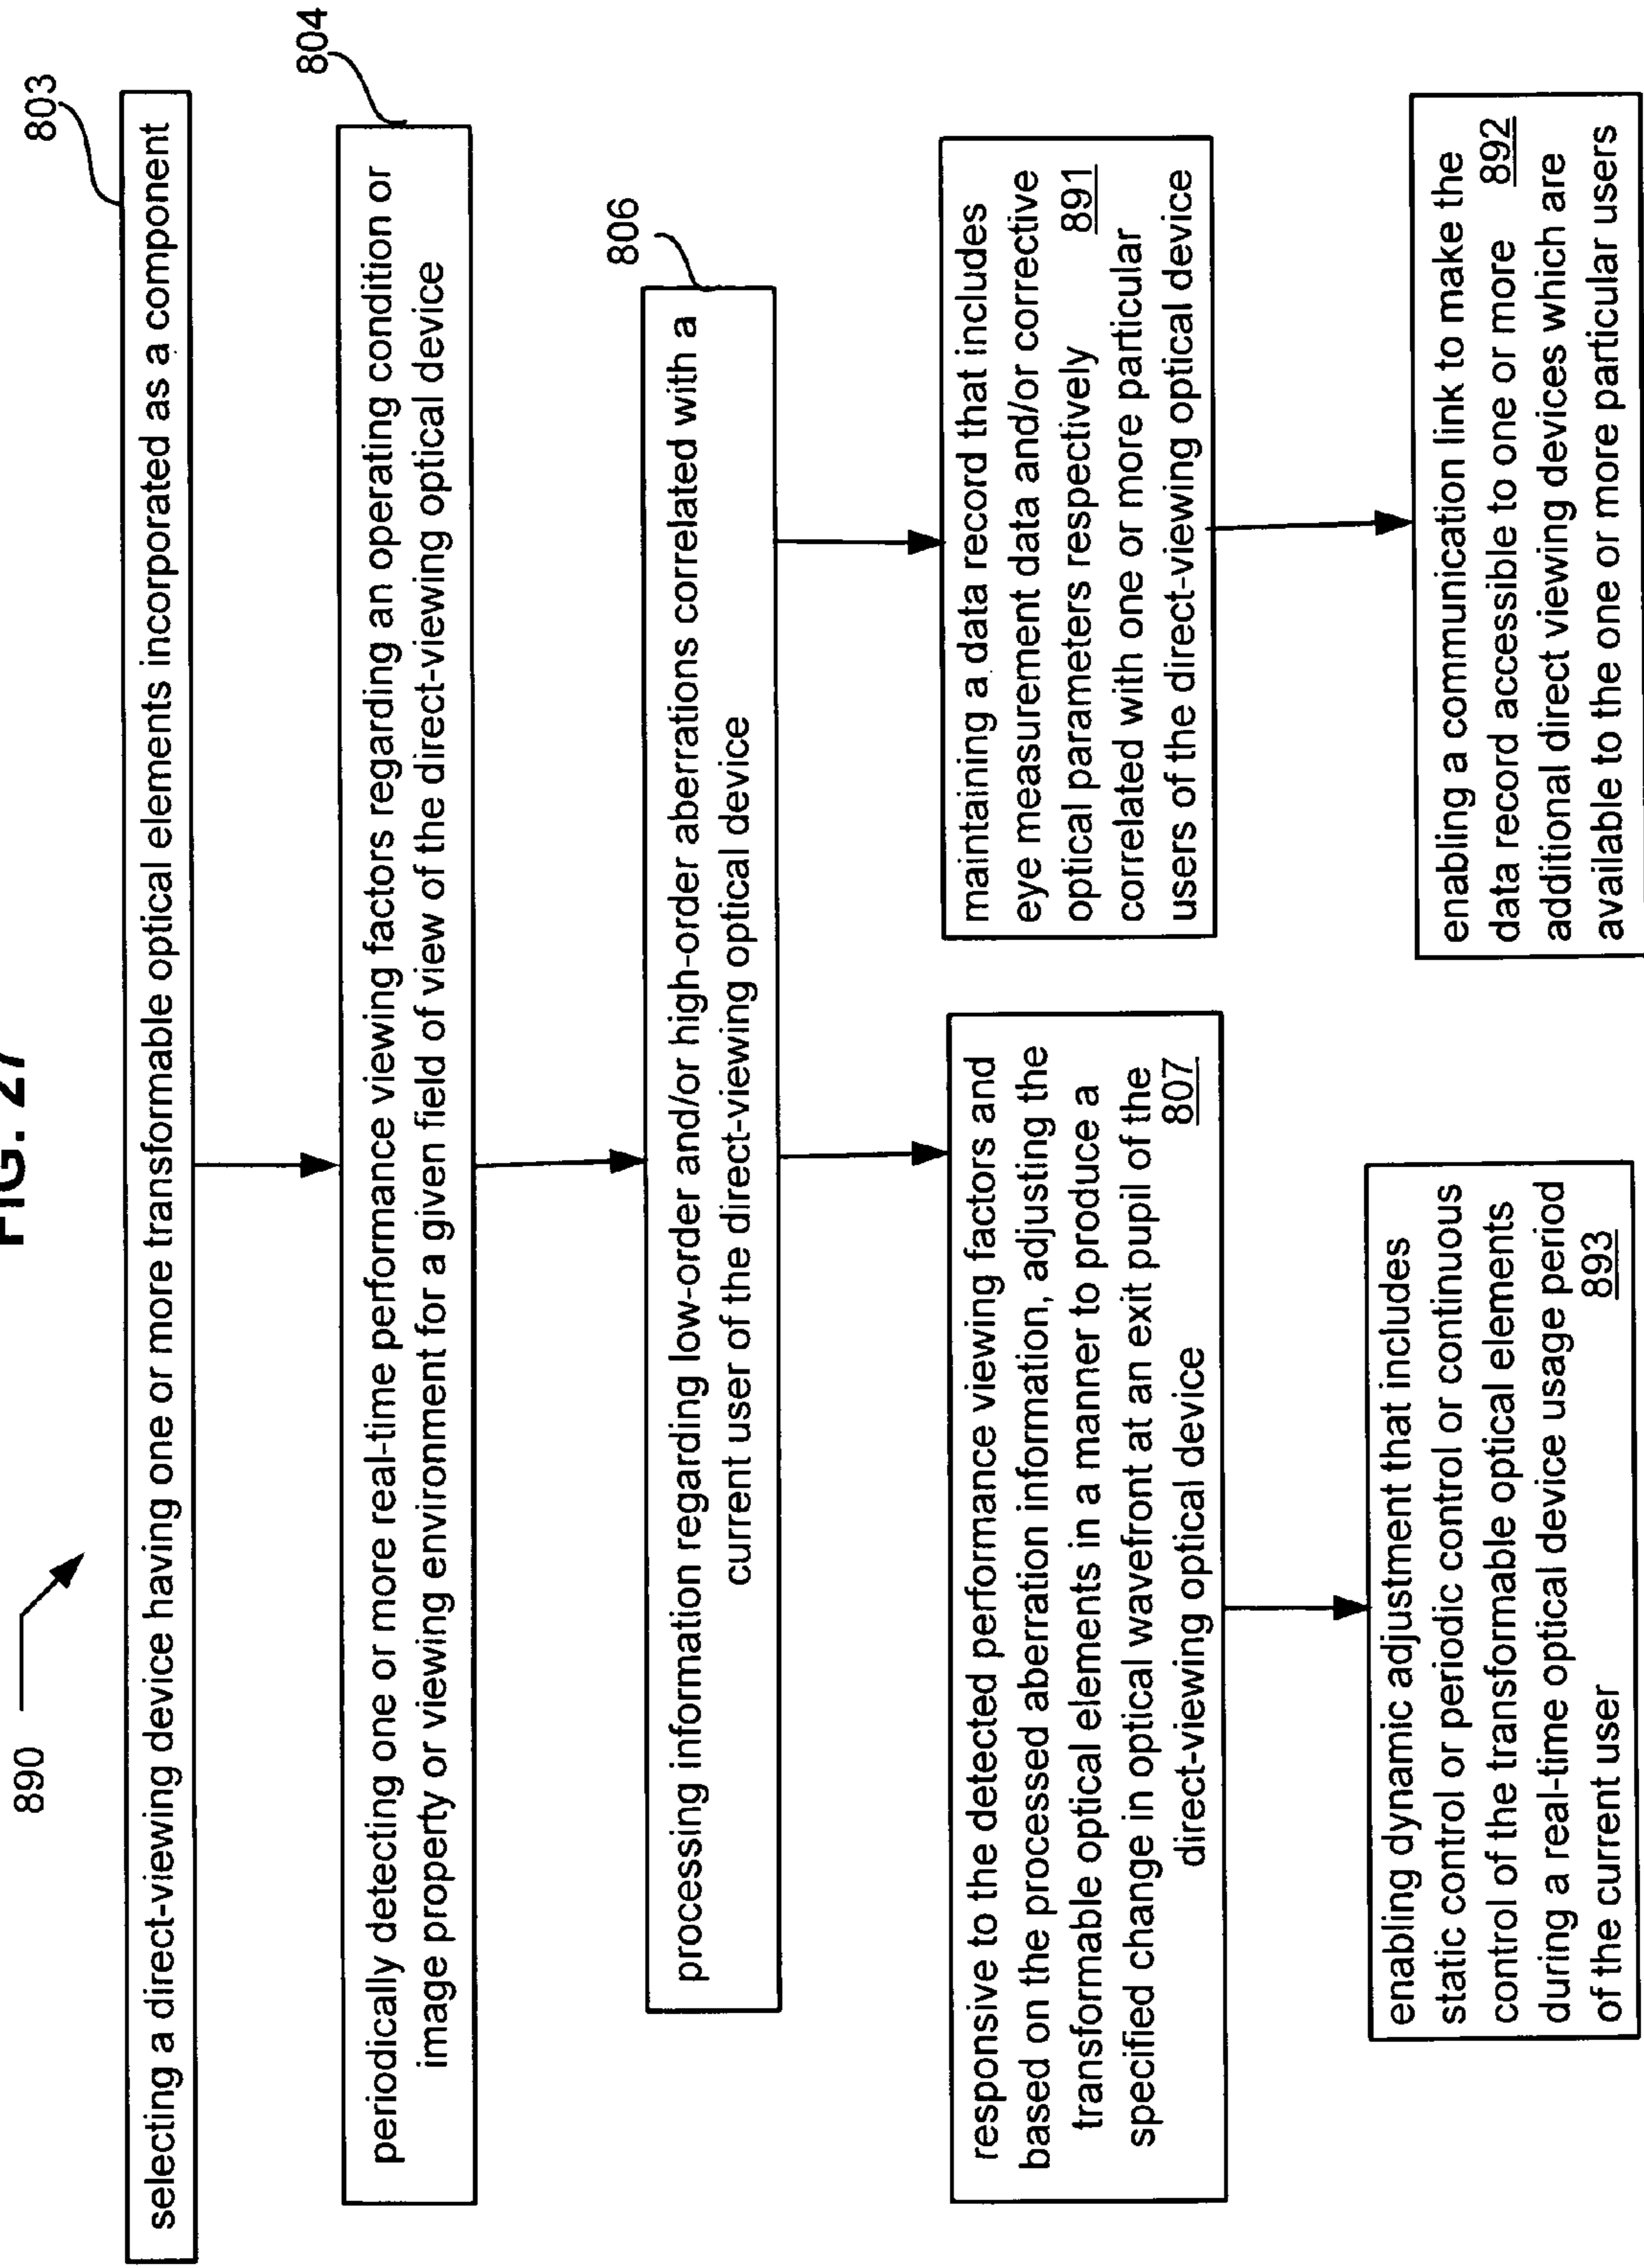 FIG. 27
890
803
selecting a direct-viewing device having one or more transformable optical elements incorporated as a component
804
periodically detecting one or more real-time performance viewing factors regarding an operating condition or
image property or viewing environment for a given field of view of the direct-viewing optical device
806
processing information regarding low-order and/or high-order aberrations correlated with a
current user of the direct-viewing optical device
responsive to the detected performance viewing factors and
based on the processed aberration information, adjusting the
transformable optical elements in a manner to produce a
specified change in optical wavefront at an exit pupil of the
direct-viewing optical device 807
maintaining a data record that includes
eye measurement data and/or corrective
optical parameters respectively 891
correlated with one or more particular
users of the direct-viewing optical device
enabling dynamic adjustment that includes
static control or periodic control or continuous
control of the transformable optical elements
during a real-time optical device usage period
of the current user 893
enabling a communication link to make the
data record accessible to one or more 892
additional direct viewing devices which are
available to the one or more particular users